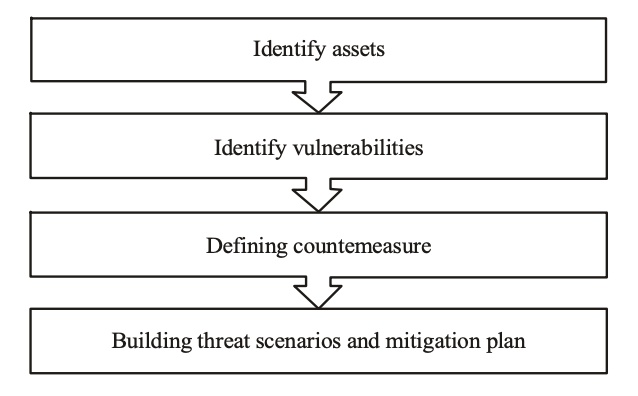 Identify assets
Identify vulnerabilities
Defining countemeasure
Building threat scenarios and mitigation plan